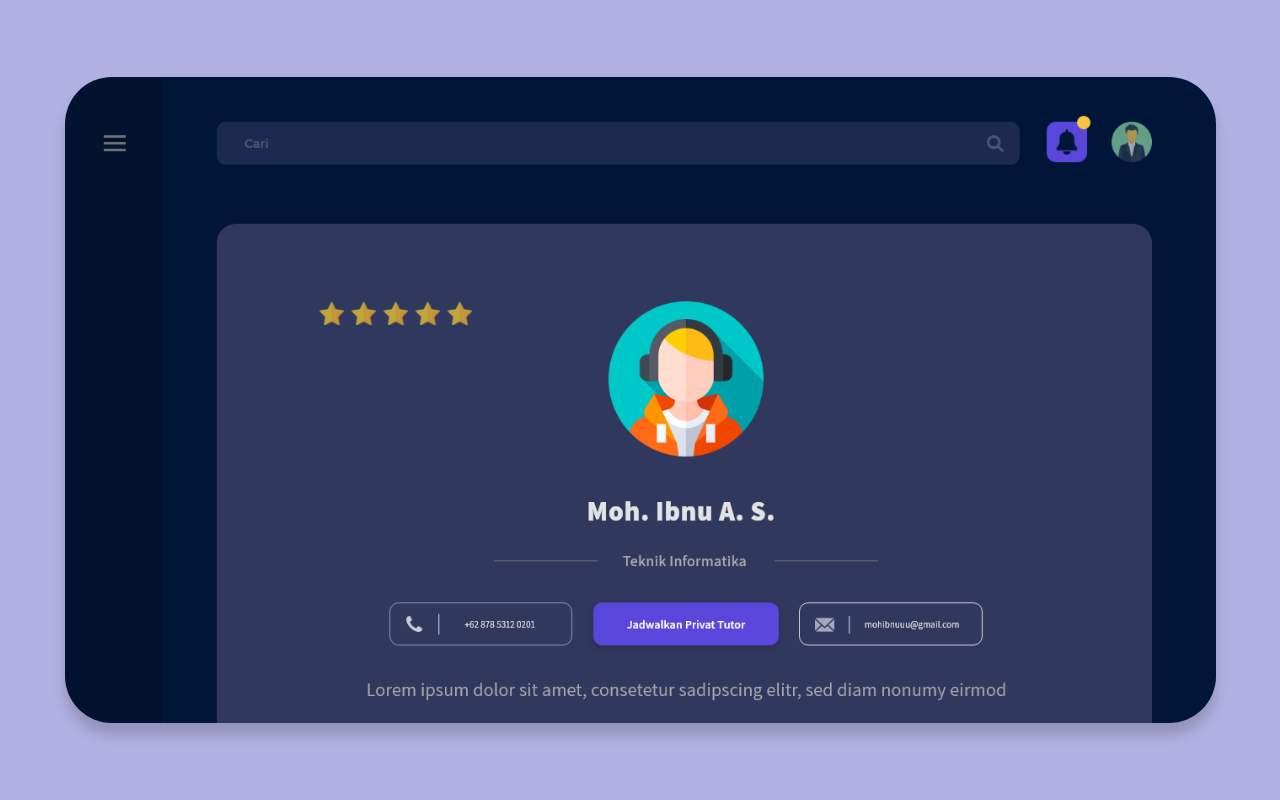 Cari
Moh. Ibnu A. S.
Teknik Informatika
+62 878 5312 0201
Jadwalkan Privat Tutor
mohibnuuu@gmail.com
Lorem ipsum dolor sit amet, consetetur sadipscing elitr, sed diam nonumy eirmod